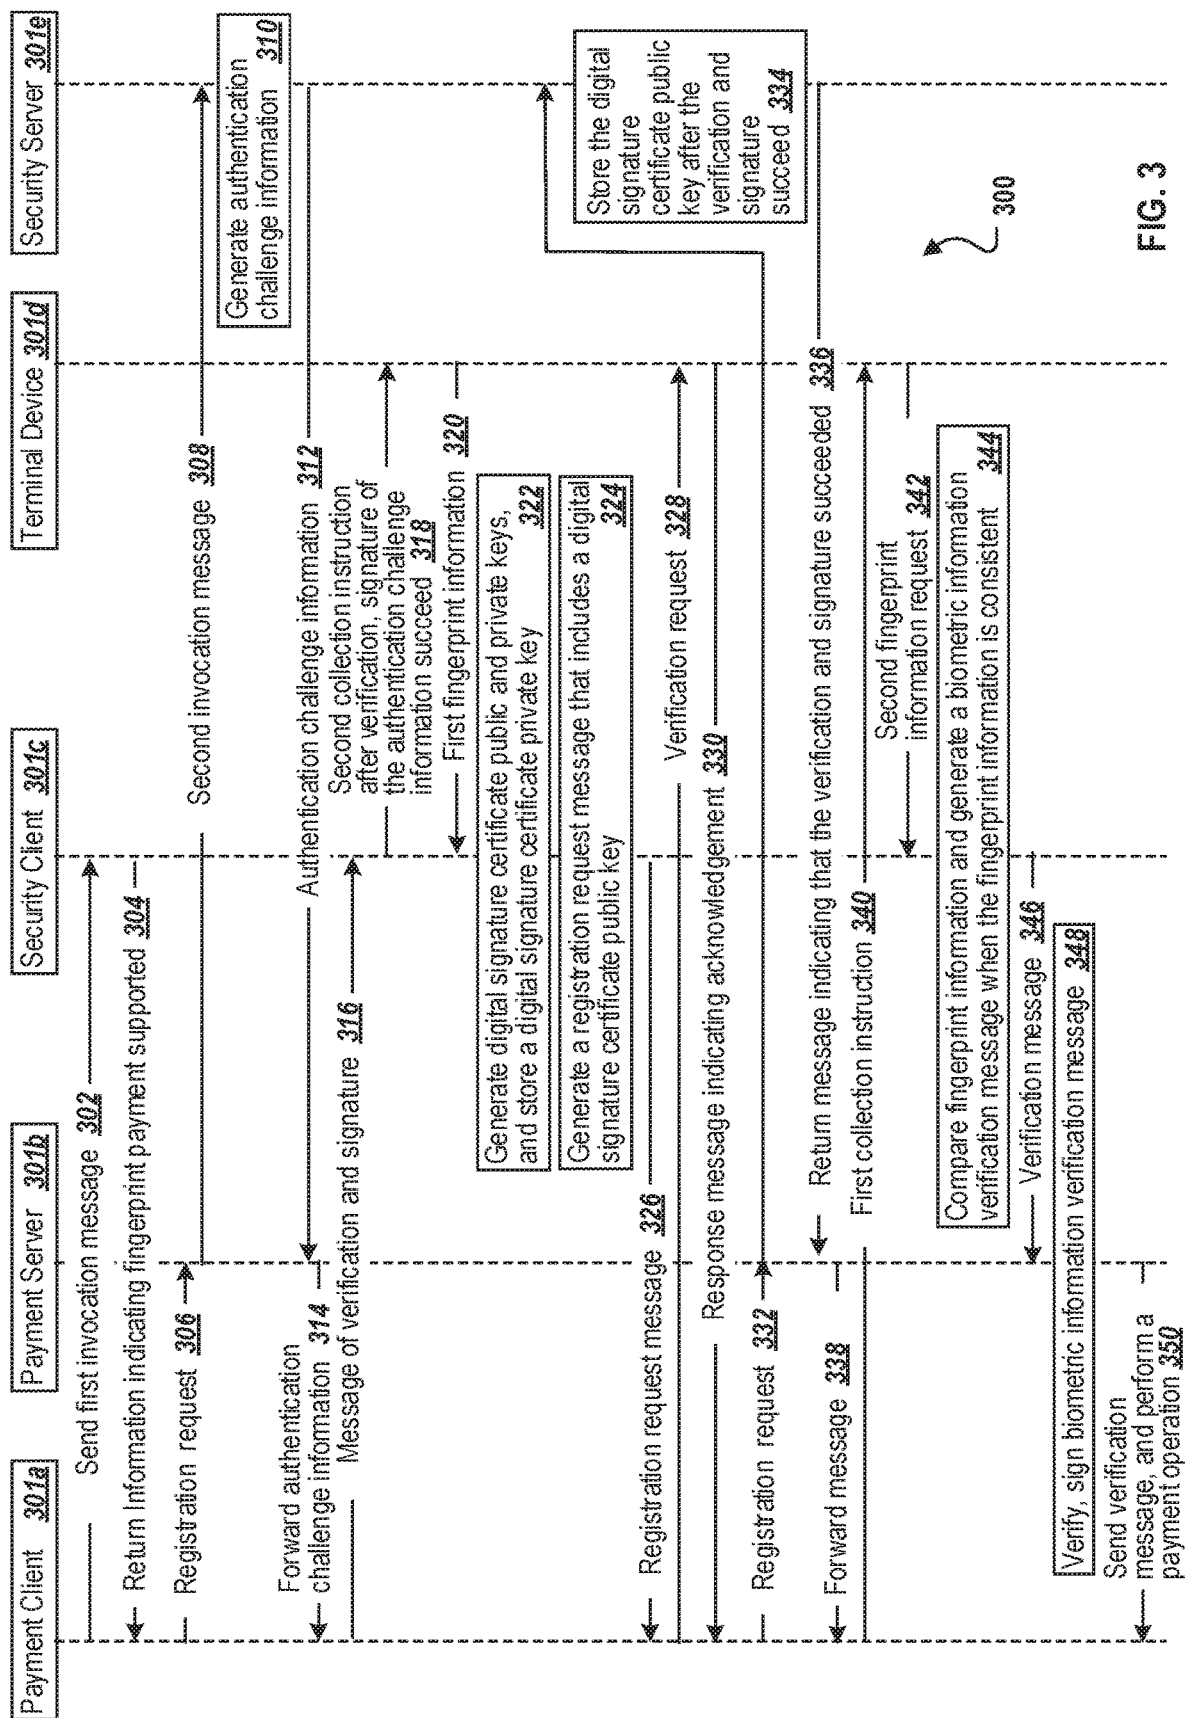 Payment Client 301a
Payment Server 301b
Security Client 301c
Terminal Device 301d
Security Server 301e
Send first invocation message 302
Return Information indicating fingerprint payment supported 304
Registration request 306
Second invocation message 308
Generate authentication
challenge information 310
Authentication challenge information 312
Forward authentication
challenge information 314
Message of verification and signature 316
Second collection instruction
after verification, signature of
the authentication challenge
information succeed 318
First fingerprint information 320
Generate digital signature certificate public and private keys,
and store a digital signature certificate private key 322
Generate a registration request message that includes a digital
signature certificate public key 324
Registration request message 326
Verification request 328
Response message indicating acknowledgement 330
Registration request 332
Store the digital
signature
certificate public
key after the
verification and
signature
succeed 334
Return message indicating that the verification and signature succeeded 336
Forward message 338
First collection instruction 340
Second fingerprint
information request 342
Compare fingerprint information and generate a biometric information
verification message when the fingerprint information is consistent 344
Verification message 346
Verify, sign biometric information verification message 348
Send verification
message, and perform a
payment operation 350
300
FIG. 3